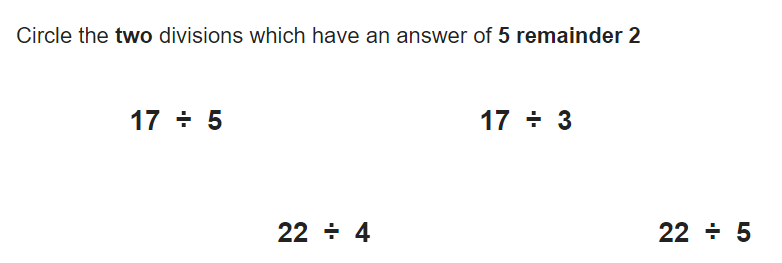 Circle the two divisions which have an answer of 5 remainder 2
17 ÷ 5
17 ÷ 3
22 ÷ 4
22 ÷ 5